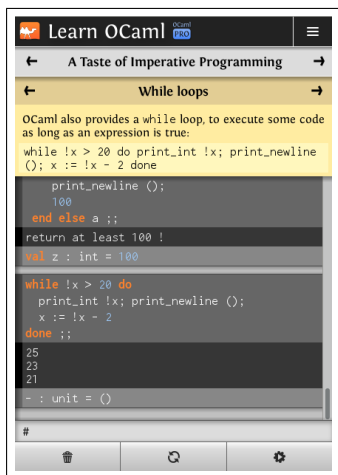 Learn OCaml OCaml PRO
A Taste of Imperative Programming
While loops
OCaml also provides a while loop, to execute some code
as long as an expression is true:
while !x > 20 do print_int !x; print_newline
(); x := !x - 2 done
print_newline ();
100
end else a ;;
return at least 100 !
val z : int = 100
while !x > 20 do
print_int !x; print_newline ();
x := !x - 2
done ;;
25
23
21
- : unit = ()
#